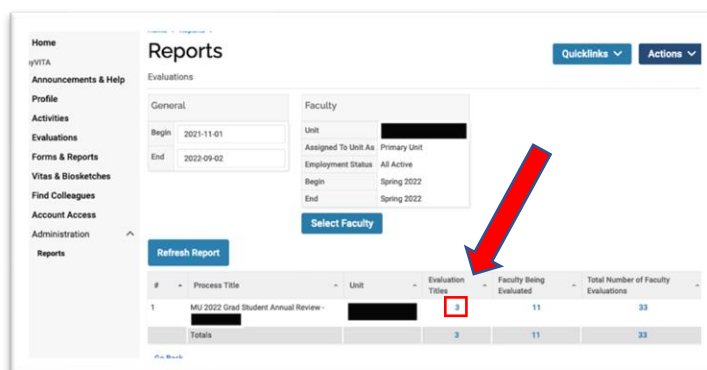 Home
Announcements & Help
Profile
Activities
Evaluations
Forms & Reports
Vitas & Biosketches
Find Colleagues
Account Access
Administration
Reports
Reports
Quicklinks Actions
Evaluations
General
Begin 2021-11-01
End 2022-09-02
Faculty
Unit
Assigned To Unit As Primary Unit
Employment Status All Active
Begin Spring 2022
End Spring 2022
Select Faculty
Refresh Report
# Process Title Unit Evaluation Titles Faculty Being Evaluated Total Number of Faculty Evaluations
1 MU 2022 Grad Student Annual Review - 3 11 33
Totals 3 11 33
Go Back